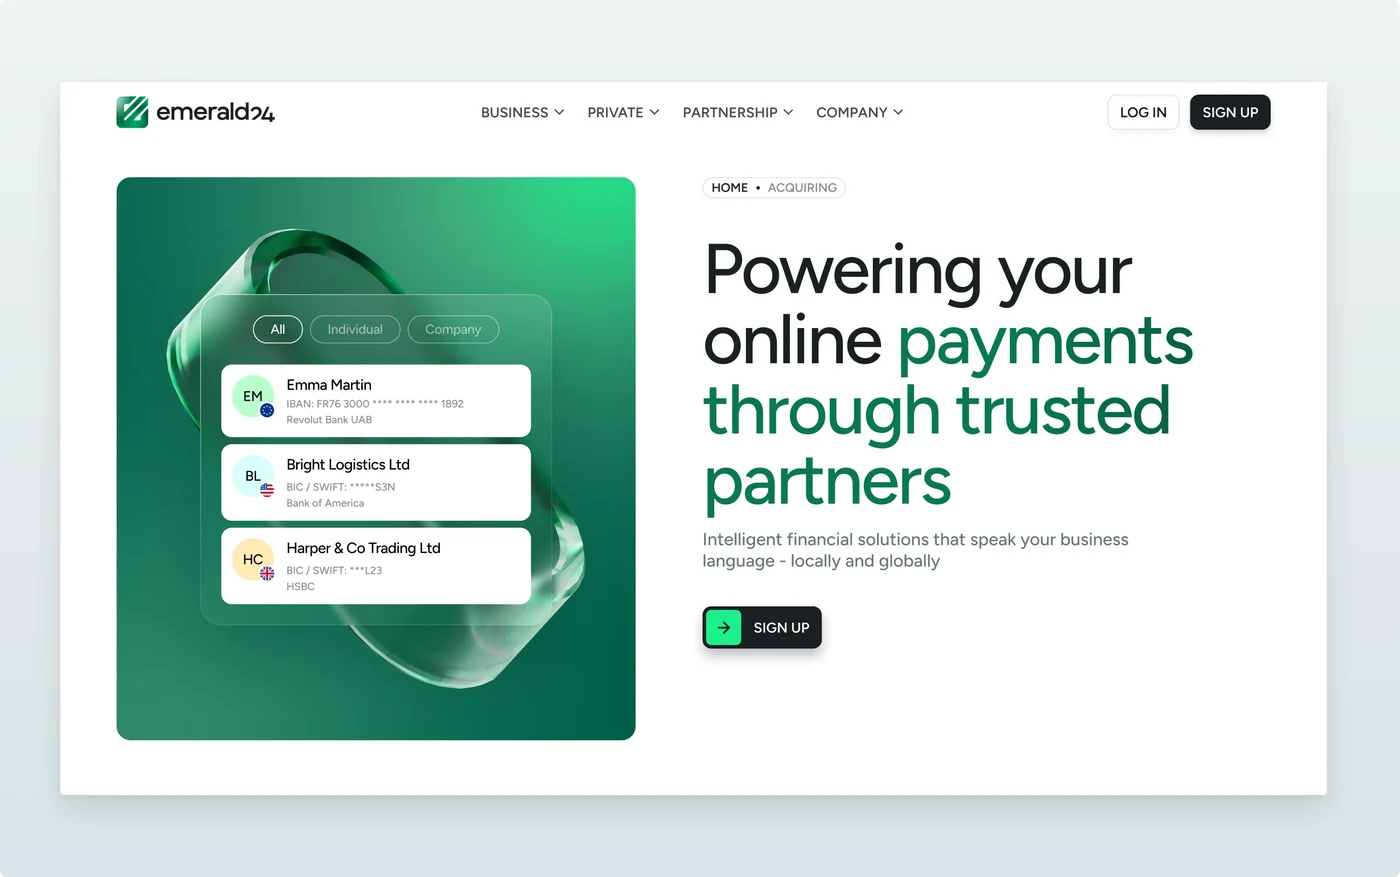 emerald24
BUSINESS
PRIVATE
PARTNERSHIP
COMPANY
LOG IN
SIGN UP
All
Individual
Company
EM
Emma Martin
IBAN: FR76 3000 **** **** **** 1892
Revolut Bank UAB
BL
Bright Logistics Ltd
BIC / SWIFT: *****S3N
Bank of America
HC
Harper & Co Trading Ltd
BIC / SWIFT: ***L23
HSBC
HOME • ACQUIRING
Powering your
online payments
through trusted
partners
Intelligent financial solutions that speak your business
language - locally and globally
SIGN UP